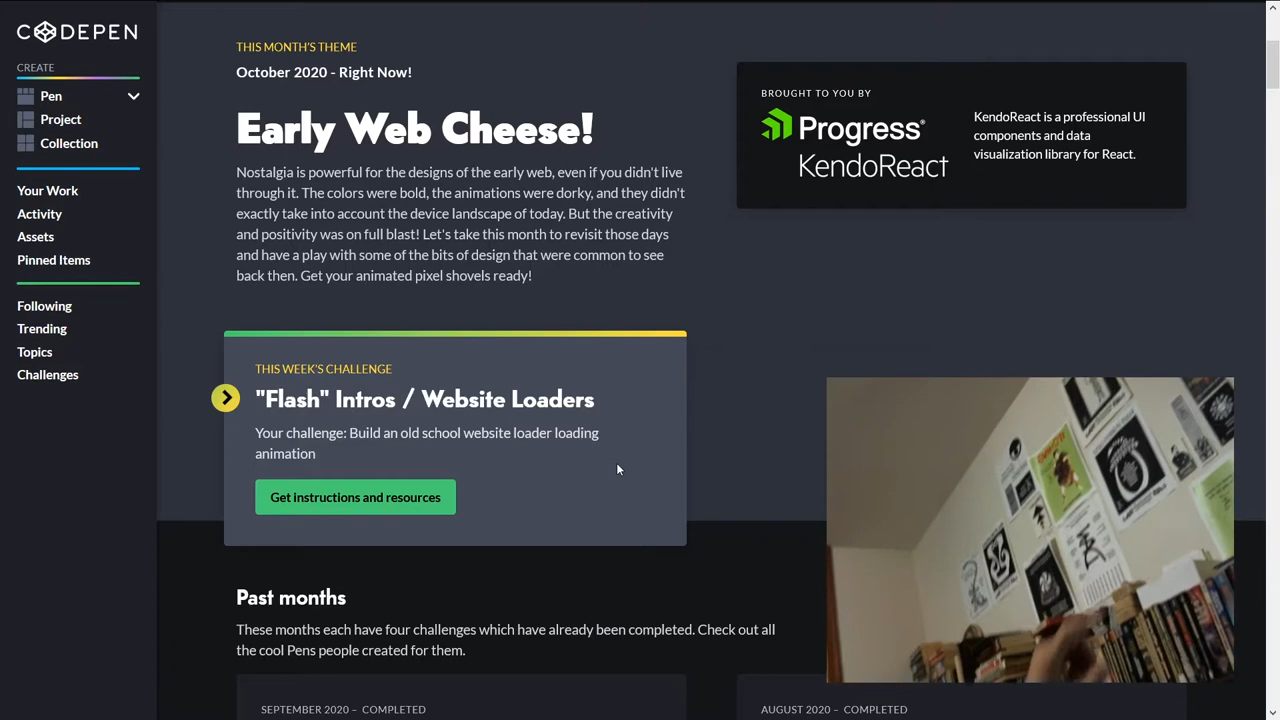 CODEPEN
CREATE
Pen
Project
Collection
Your Work
Activity
Assets
Pinned Items
Following
Trending
Topics
Challenges
THIS MONTH'S THEME
October 2020 - Right Now!
Early Web Cheese!
Nostalgia is powerful for the designs of the early web, even if you didn't live
through it. The colors were bold, the animations were dorky, and they didn't
exactly take into account the device landscape of today. But the creativity
and positivity was on full blast! Let's take this month to revisit those days
and have a play with some of the bits of design that were common to see
back then. Get your animated pixel shovels ready!
BROUGHT TO YOU BY
Progress®
KendoReact
KendoReact is a professional UI
components and data
visualization library for React.
THIS WEEK'S CHALLENGE
"Flash" Intros / Website Loaders
Your challenge: Build an old school website loader loading
animation
Get instructions and resources
Past months
These months each have four challenges which have already been completed. Check out all
the cool Pens people created for them.
SEPTEMBER 2020 – COMPLETED
AUGUST 2020 – COMPLETED